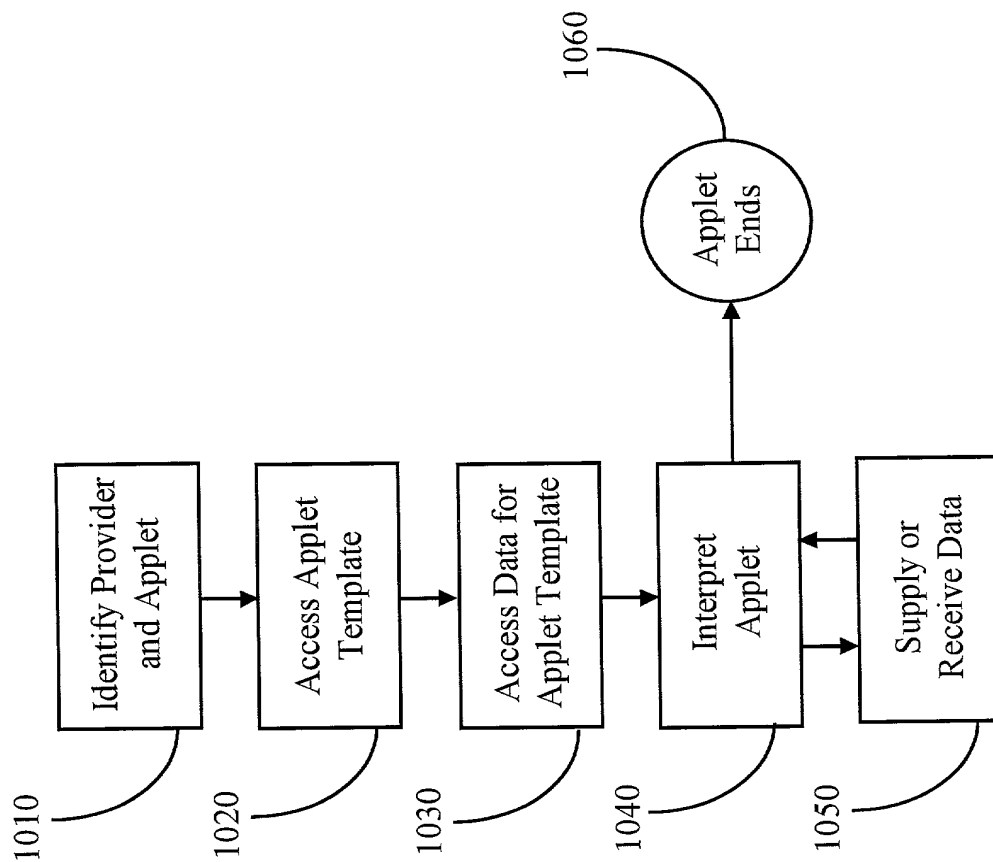 1010
Identify Provider
and Applet
1020
Access Applet
Template
1030
Access Data for
Applet Template
1040
Interpret
Applet
1050
Supply or
Receive Data
1060
Applet
Ends